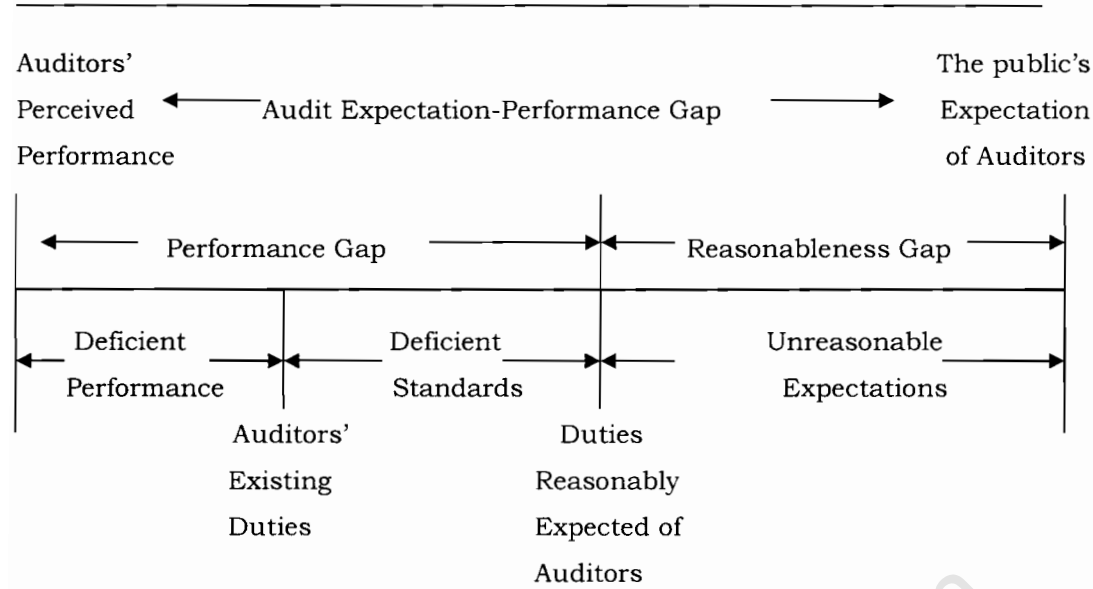 Auditors’
Perceived
Performance
Audit Expectation-Performance Gap
The public’s
Expectation
of Auditors
Performance Gap
Reasonableness Gap
Deficient
Performance
Deficient
Standards
Unreasonable
Expectations
Auditors’
Existing
Duties
Duties
Reasonably
Expected of
Auditors